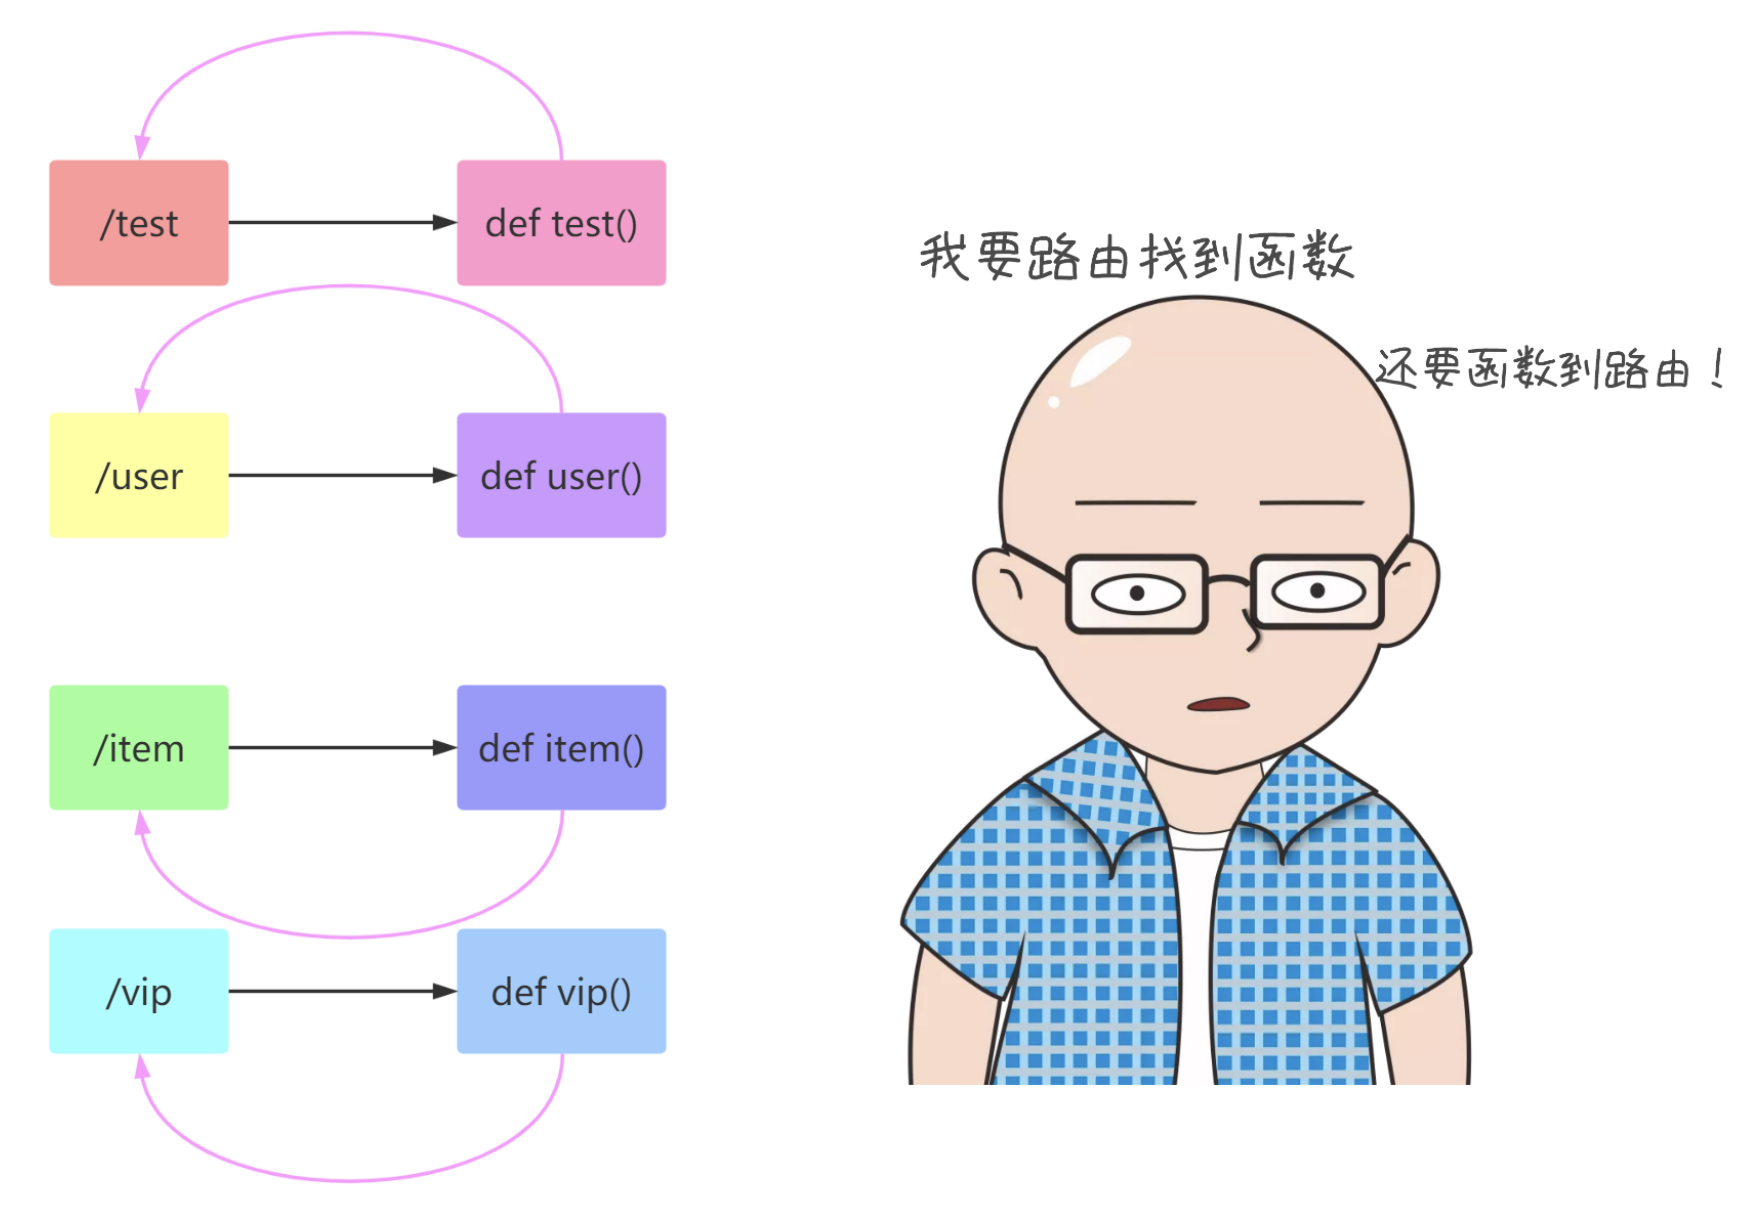 /test
def test()
/user
def user()
/item
def item()
/vip
def vip()
我要路由找到函数
还要函数到路由！